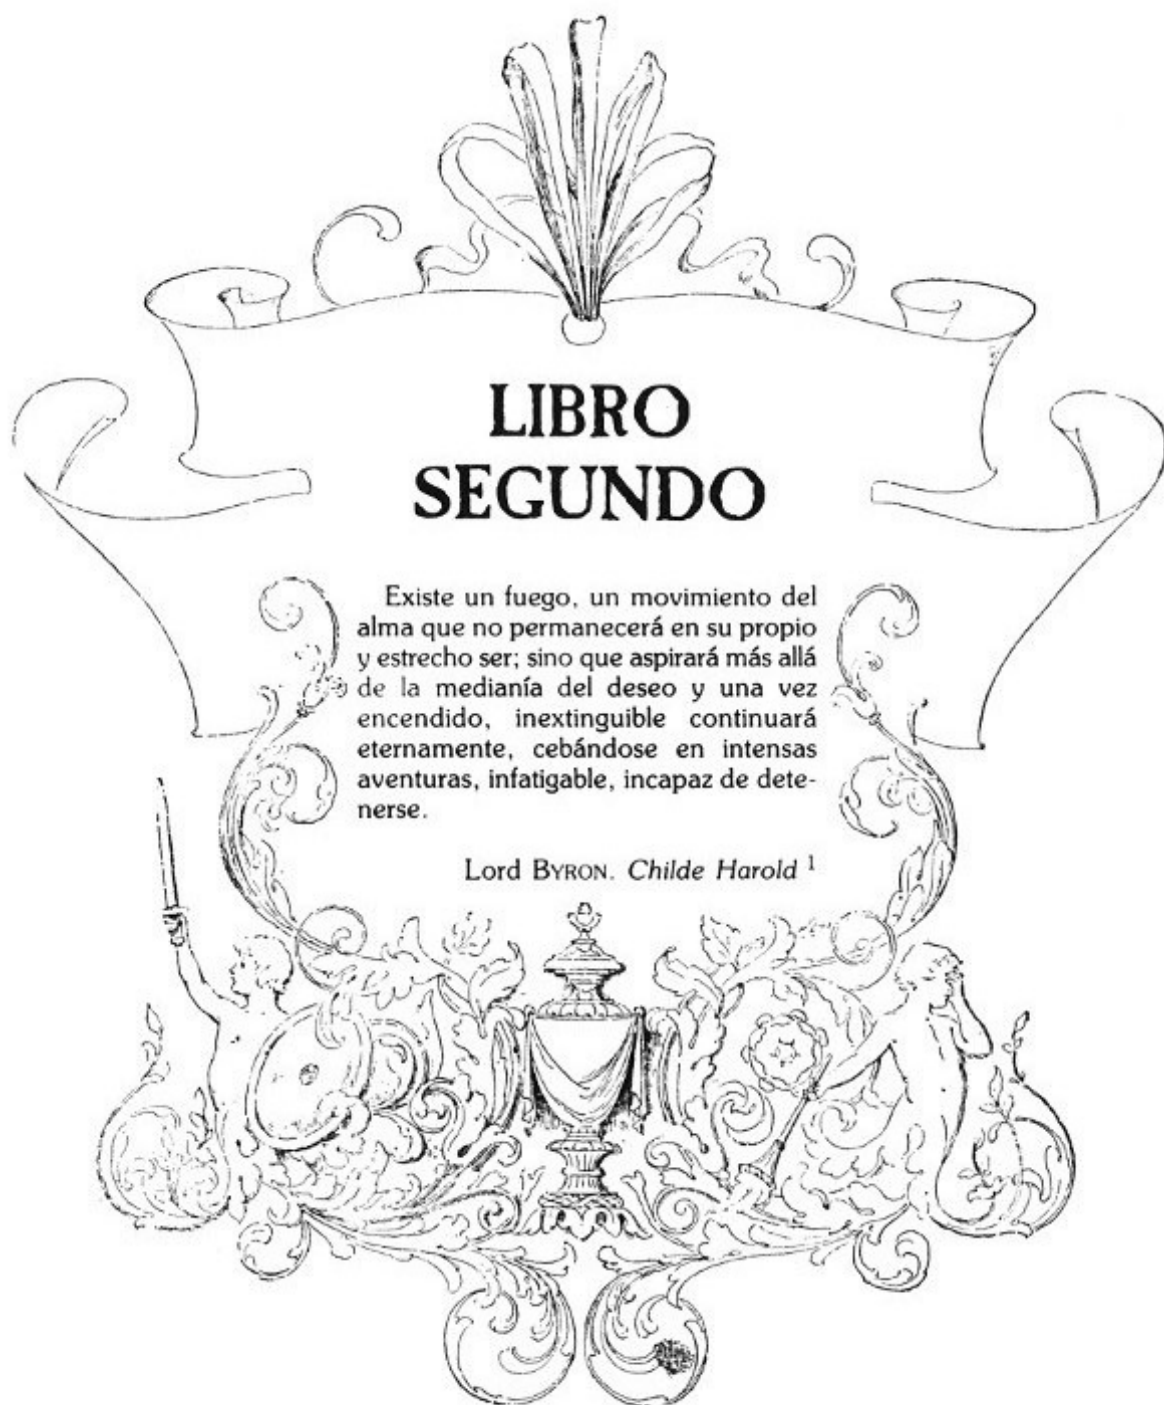 LIBRO
SEGUNDO
Existe un fuego, un movimiento del
alma que no permanecerá en su propio
y estrecho ser; sino que aspirará más allá
de la medianía del deseo y una vez
encendido, inextinguible continuará
eternamente, cebándose en intensas
aventuras, infatigable, incapaz de dete-
nerse.
Lord BYRON. Childe Harold 1